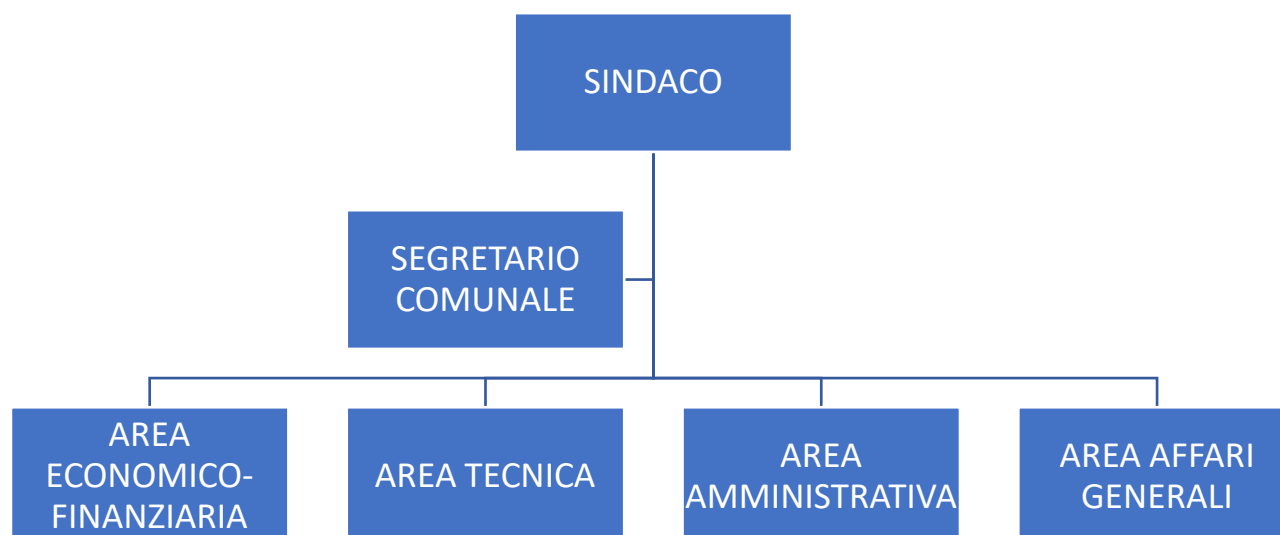 SINDACO
SEGRETARIO
COMUNALE
AREA
ECONOMICO-
FINANZIARIA
AREA TECNICA
AREA
AMMINISTRATIVA
AREA AFFARI
GENERALI